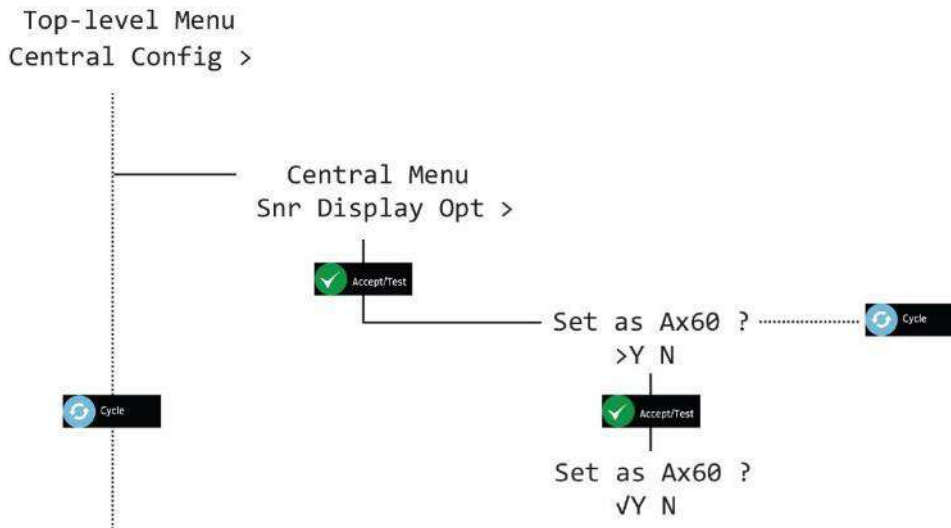 Top-level Menu
Central Config >
Central Menu
Snr Display Opt >
Accept/Test
Set as Ax60 ?
>Y N
Cycle
Cycle
Accept/Test
Set as Ax60 ?
√Y N